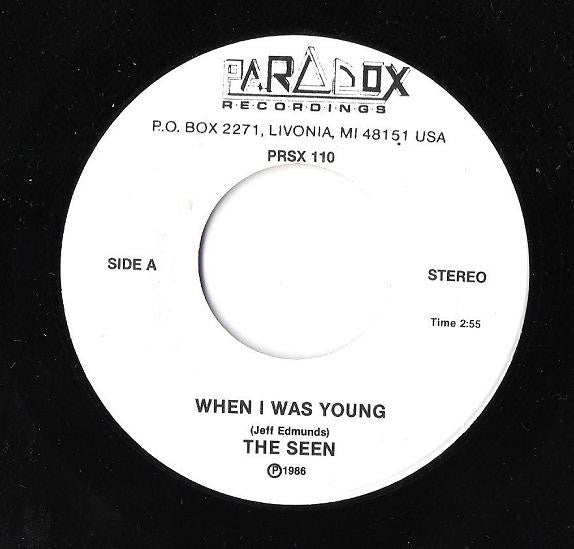 PARADOX
RECORDINGS
P.O. BOX 2271, LIVONIA, MI 48151 USA
PRSX 110
SIDE A
STEREO
Time 2:55
WHEN I WAS YOUNG
(Jeff Edmunds)
THE SEEN
Ⓟ1986